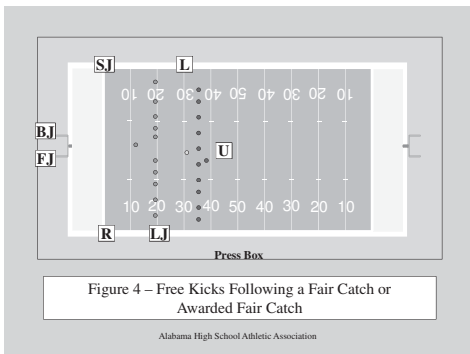 SJ L
10 20 30 40 50 40 30 20 10
BJ
FJ
U
10 20 30 40 50 40 30 20 10
R LJ
Press Box
Figure 4 – Free Kicks Following a Fair Catch or
Awarded Fair Catch
Alabama High School Athletic Association